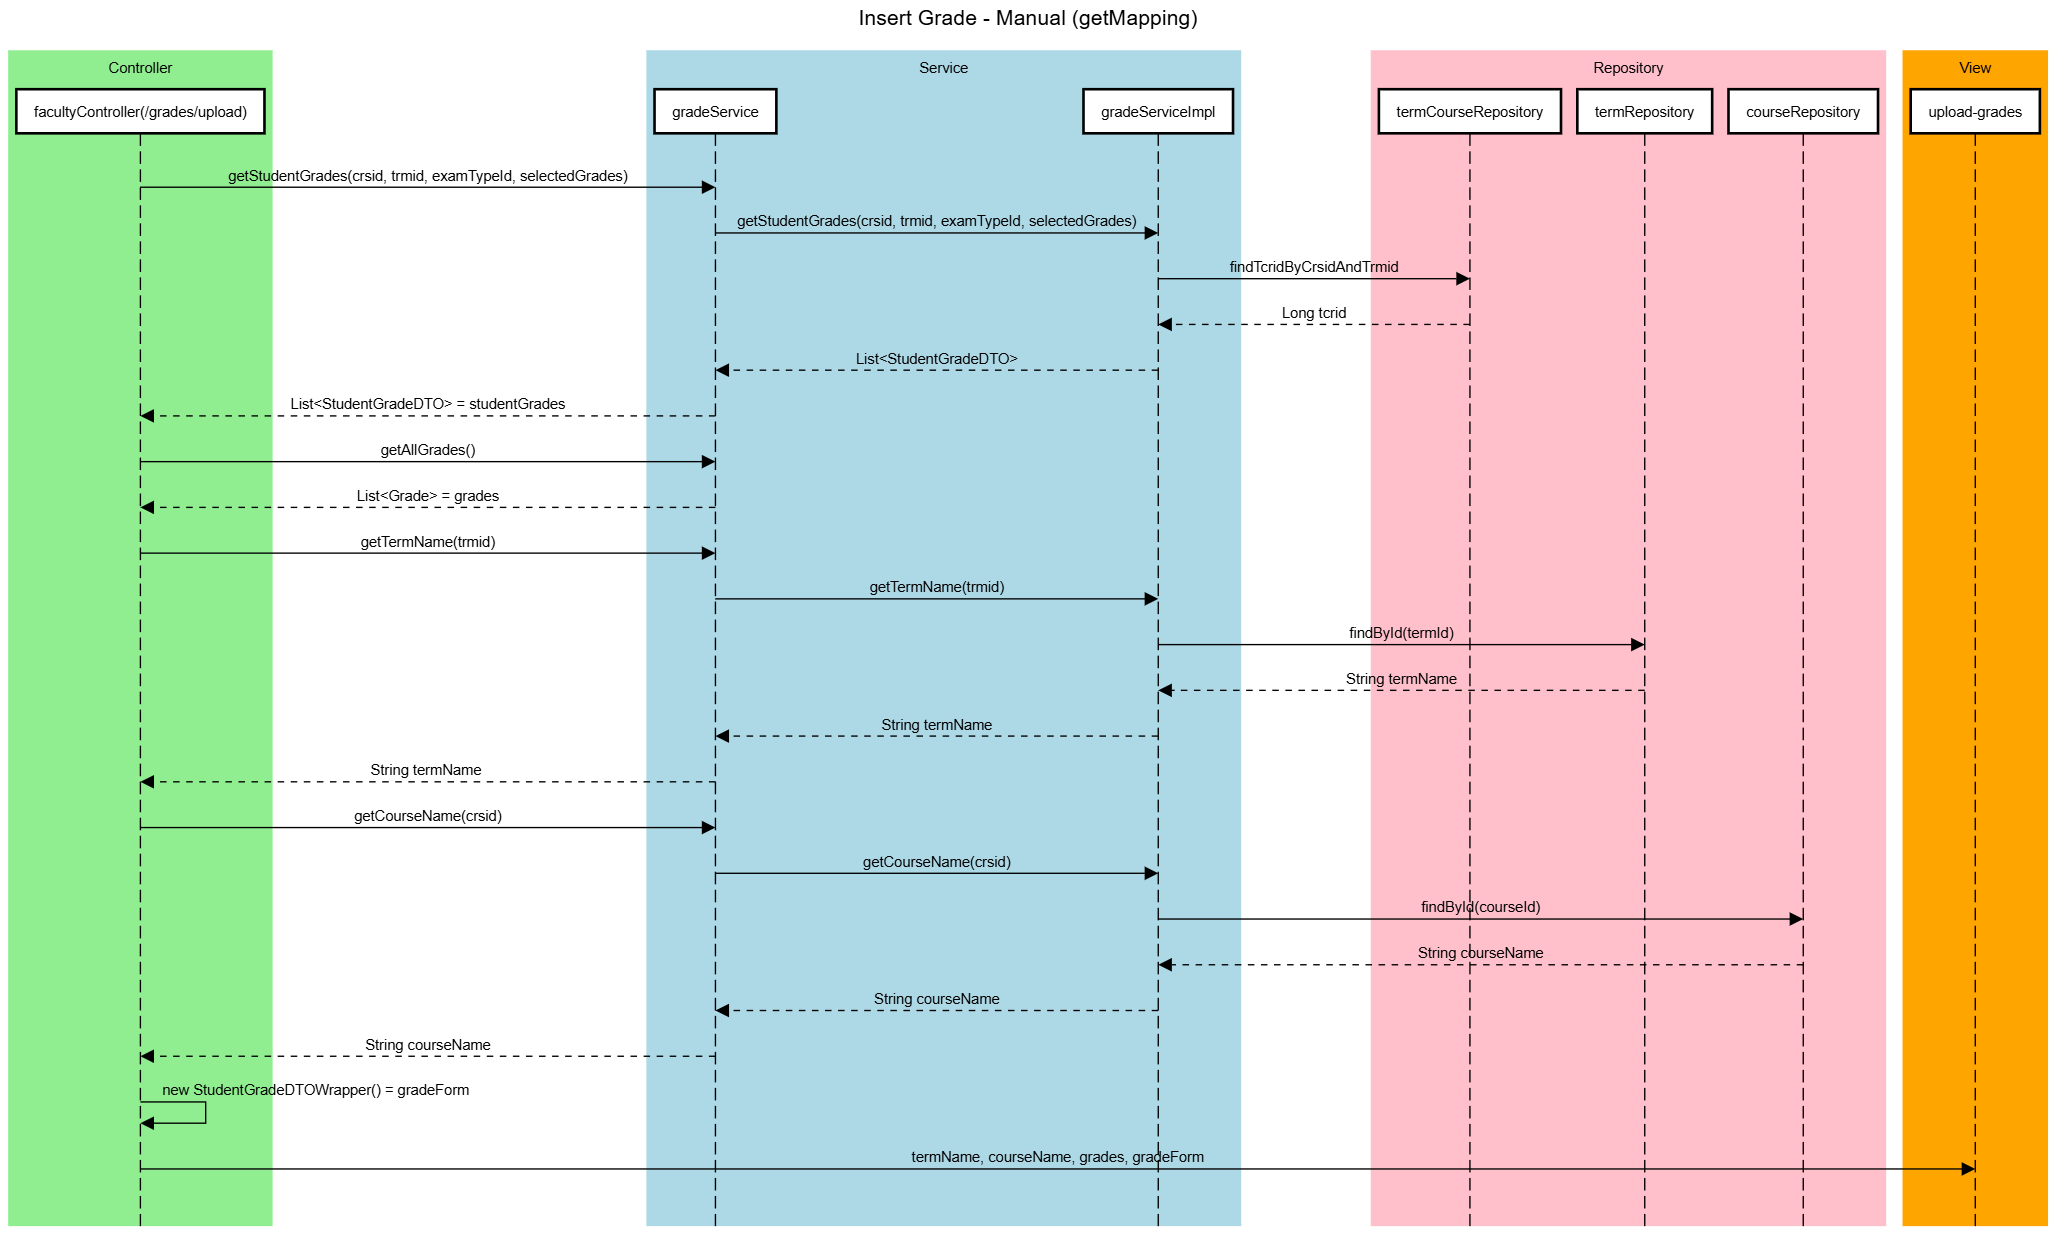 Insert Grade - Manual (getMapping)
Controller
Service
Repository
View
facultyController(/grades/upload)
gradeService
gradeServiceImpl
termCourseRepository
termRepository
courseRepository
upload-grades
getStudentGrades(crsid, trmid, examTypeId, selectedGrades)
getStudentGrades(crsid, trmid, examTypeId, selectedGrades)
findTcridByCrsidAndTrmid
Long tcrid
List<StudentGradeDTO>
List<StudentGradeDTO> = studentGrades
getAllGrades()
List<Grade> = grades
getTermName(trmid)
getTermName(trmid)
findById(termId)
String termName
String termName
String termName
getCourseName(crsid)
getCourseName(crsid)
findById(courseId)
String courseName
String courseName
String courseName
new StudentGradeDTOWrapper() = gradeForm
termName, courseName, grades, gradeForm